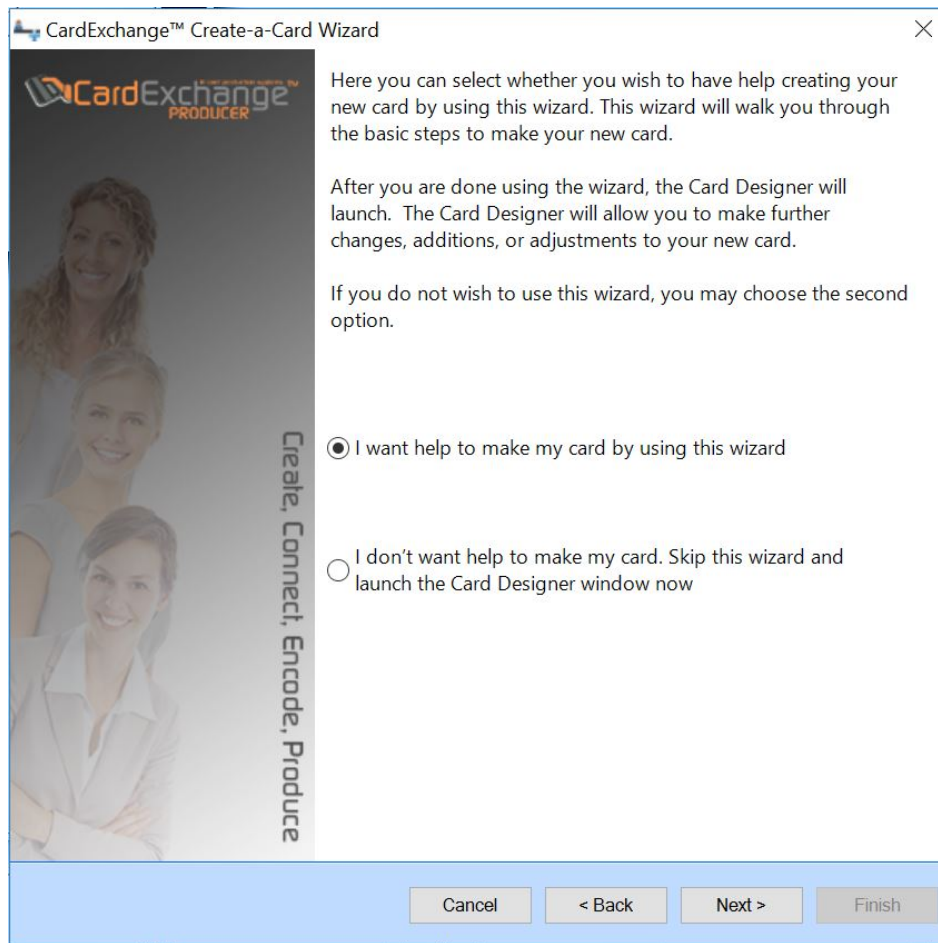 CardExchange™ Create-a-Card Wizard
CardExchange™
PRODUCER
Here you can select whether you wish to have help creating your
new card by using this wizard. This wizard will walk you through
the basic steps to make your new card.
After you are done using the wizard, the Card Designer will
launch. The Card Designer will allow you to make further
changes, additions, or adjustments to your new card.
If you do not wish to use this wizard, you may choose the second
option.
I want help to make my card by using this wizard
I don't want help to make my card. Skip this wizard and
launch the Card Designer window now
Create, Connect, Encode, Produce
Cancel
< Back
Next >
Finish